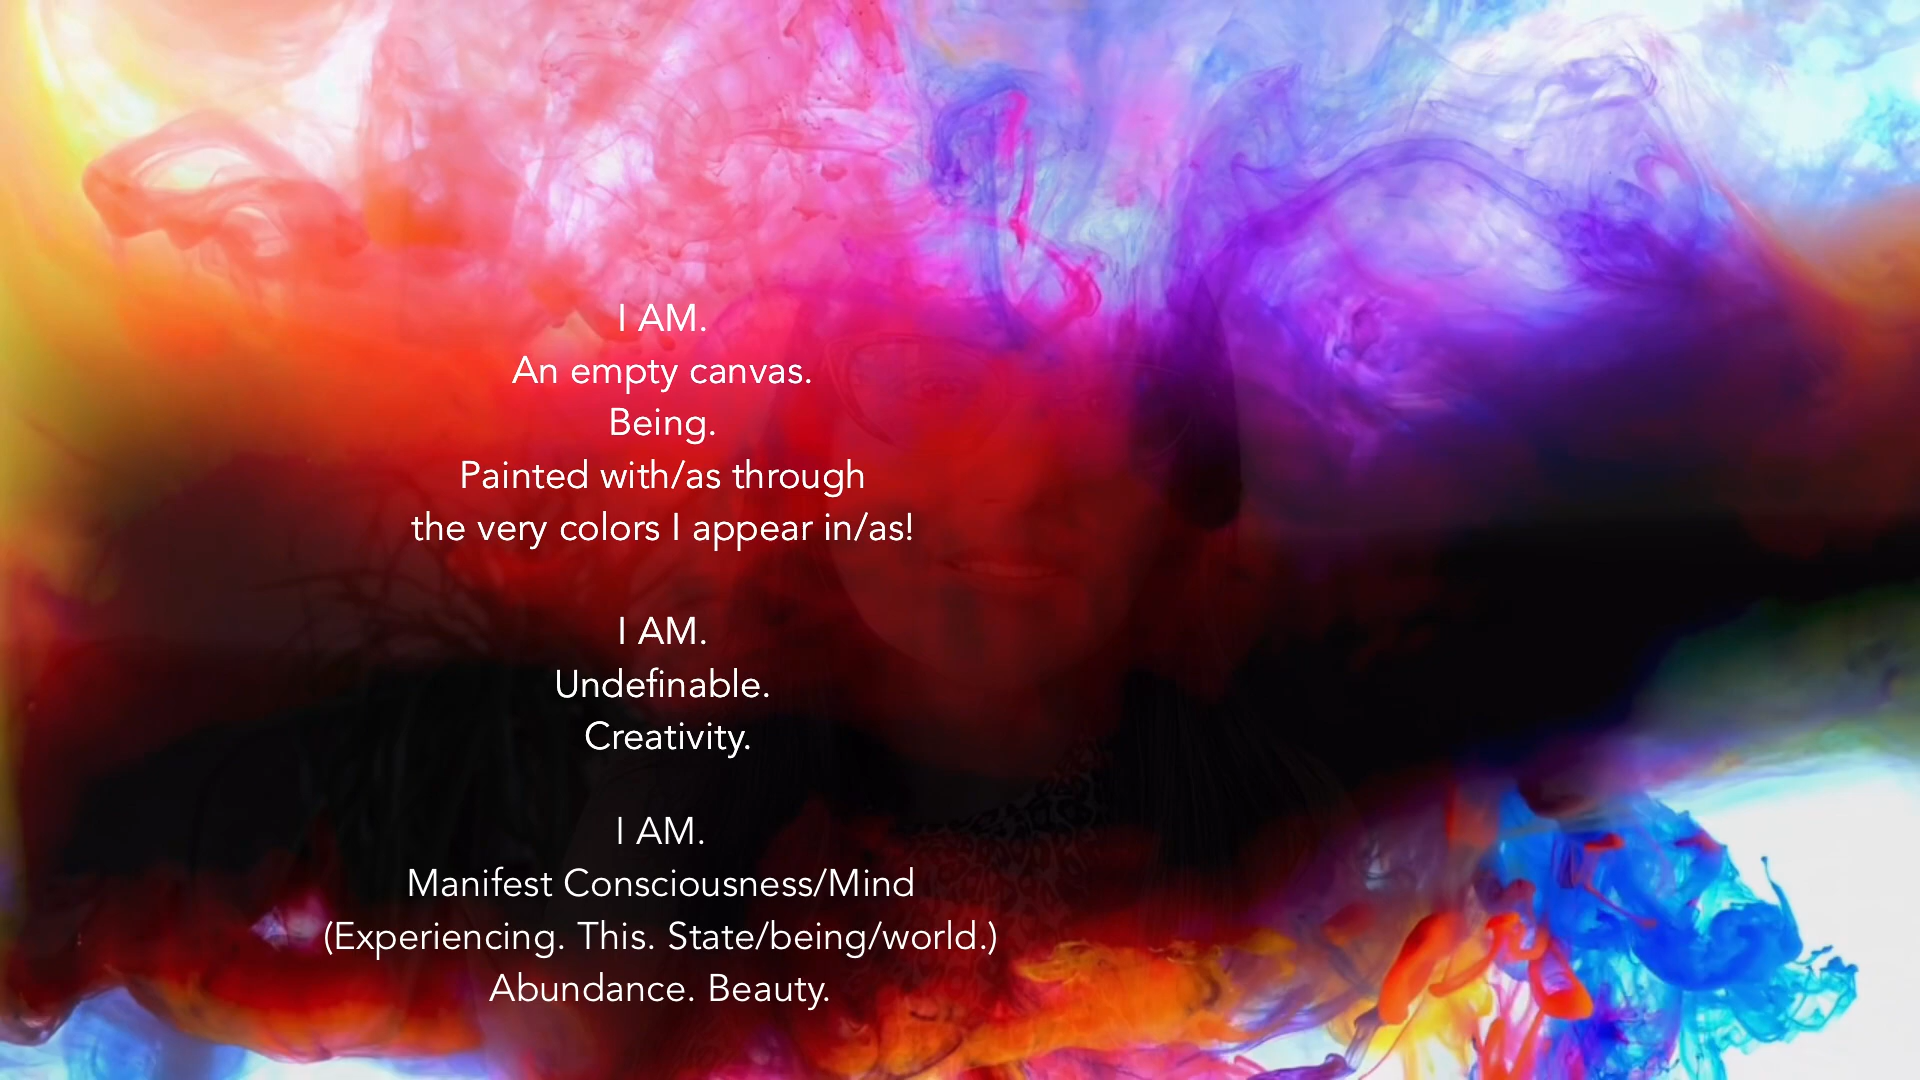 I AM.
An empty canvas.
Being.
Painted with/as through
the very colors I appear in/as!
I AM.
Undefinable.
Creativity.
I AM.
Manifest Consciousness/Mind
(Experiencing. This. State/being/world.)
Abundance. Beauty.